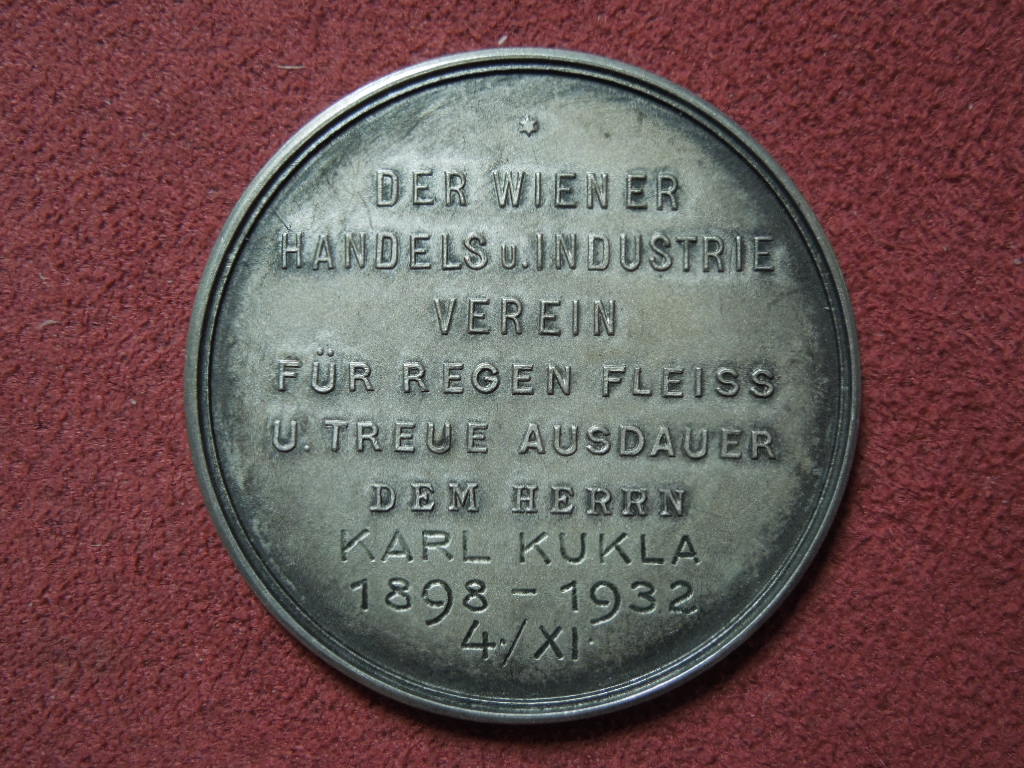 DER WIENER
HANDELS u. INDUSTRIE
VEREIN
FÜR REGEN FLEISS
U. TREUE AUSDAUER
DEM HERRN
KARL KUKLA
1898 - 1932
4./XI.